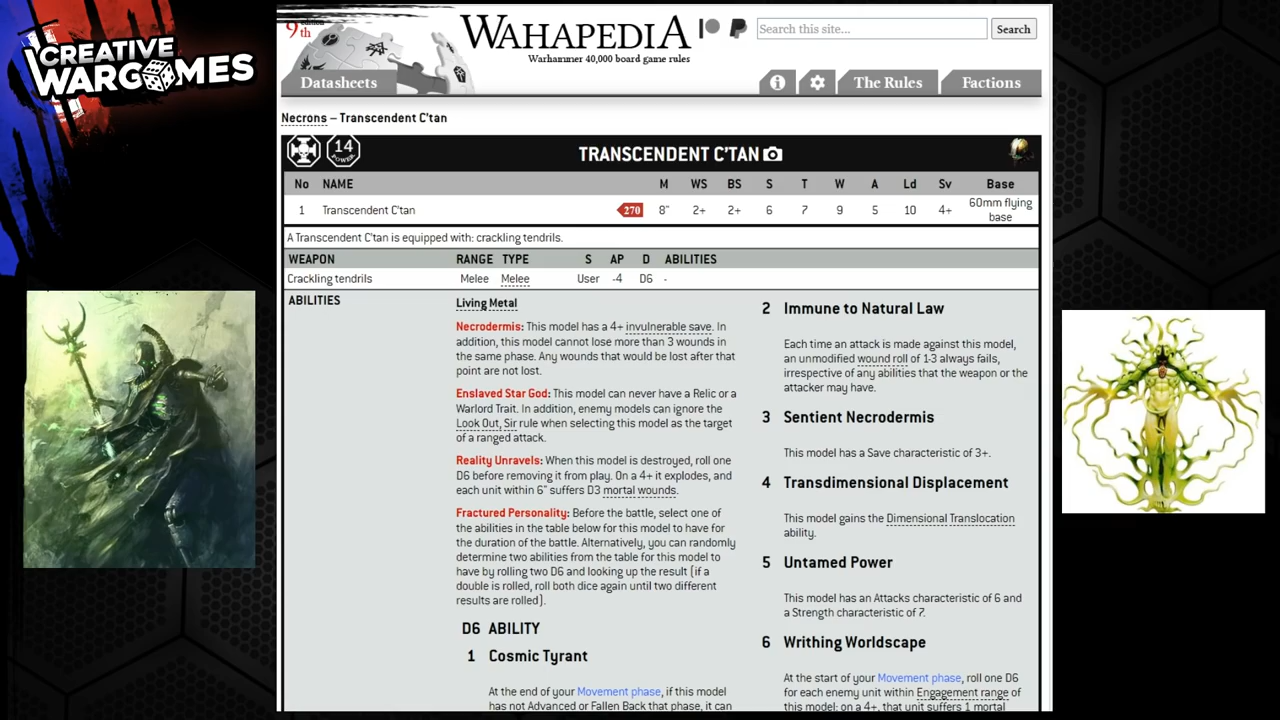 CREATIVE
WARGAMES
9th edition
WAHAPEDIA
Warhammer 40,000 board game rules
Search this site...
Search
Datasheets
The Rules
Factions
Necrons – Transcendent C'tan
14
POWER
TRANSCENDENT C'TAN
No NAME M WS BS S T W A Ld Sv Base
1 Transcendent C'tan 270 8" 2+ 2+ 6 7 9 5 10 4+ 60mm flying
base
A Transcendent C'tan is equipped with: crackling tendrils.
WEAPON RANGE TYPE S AP D ABILITIES
Crackling tendrils Melee Melee User -4 D6 -
ABILITIES
Living Metal
Necrodermis: This model has a 4+ invulnerable save. In
addition, this model cannot lose more than 3 wounds in
the same phase. Any wounds that would be lost after that
point are not lost.
Enslaved Star God: This model can never have a Relic or a
Warlord Trait. In addition, enemy models can ignore the
Look Out, Sir rule when selecting this model as the target
of a ranged attack.
Reality Unravels: When this model is destroyed, roll one
D6 before removing it from play. On a 4+ it explodes, and
each unit within 6" suffers D3 mortal wounds.
Fractured Personality: Before the battle, select one of
the abilities in the table below for this model to have for
the duration of the battle. Alternatively, you can randomly
determine two abilities from the table for this model to
have by rolling two D6 and looking up the result (if a
double is rolled, roll both dice again until two different
results are rolled).
D6 ABILITY
1 Cosmic Tyrant
At the end of your Movement phase, if this model
has not Advanced or Fallen Back that phase, it can
2 Immune to Natural Law
Each time an attack is made against this model,
an unmodified wound roll of 1-3 always fails,
irrespective of any abilities that the weapon or the
attacker may have.
3 Sentient Necrodermis
This model has a Save characteristic of 3+.
4 Transdimensional Displacement
This model gains the Dimensional Translocation
ability.
5 Untamed Power
This model has an Attacks characteristic of 6 and
a Strength characteristic of 7.
6 Writhing Worldscape
At the start of your Movement phase, roll one D6
for each enemy unit within Engagement range of
this model: on a 4+, that unit suffers 1 mortal